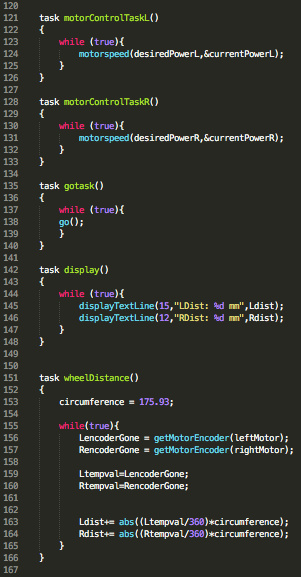 120
121 task motorControlTaskL()
122 {
123 while (true){
124 motorspeed(desiredPowerL,&currentPowerL);
125 }
126 }
127
128 task motorControlTaskR()
129 {
130 while (true){
131 motorspeed(desiredPowerR,&currentPowerR);
132 }
133 }
134
135 task gotask()
136 {
137 while (true){
138 go();
139 }
140 }
141
142 task display()
143 {
144 while (true){
145 displayTextLine(15,"LDist: %d mm",Ldist);
146 displayTextLine(12,"RDist: %d mm",Rdist);
147 }
148 }
149
150
151 task wheelDistance()
152 {
153 circumference = 175.93;
154
155 while(true){
156 LencoderGone = getMotorEncoder(leftMotor);
157 RencoderGone = getMotorEncoder(rightMotor);
158
159 Ltempval=LencoderGone;
160 Rtempval=RencoderGone;
161
162
163 Ldist+= abs((Ltempval/360)*circumference);
164 Rdist+= abs((Rtempval/360)*circumference);
165 }
166 }
167